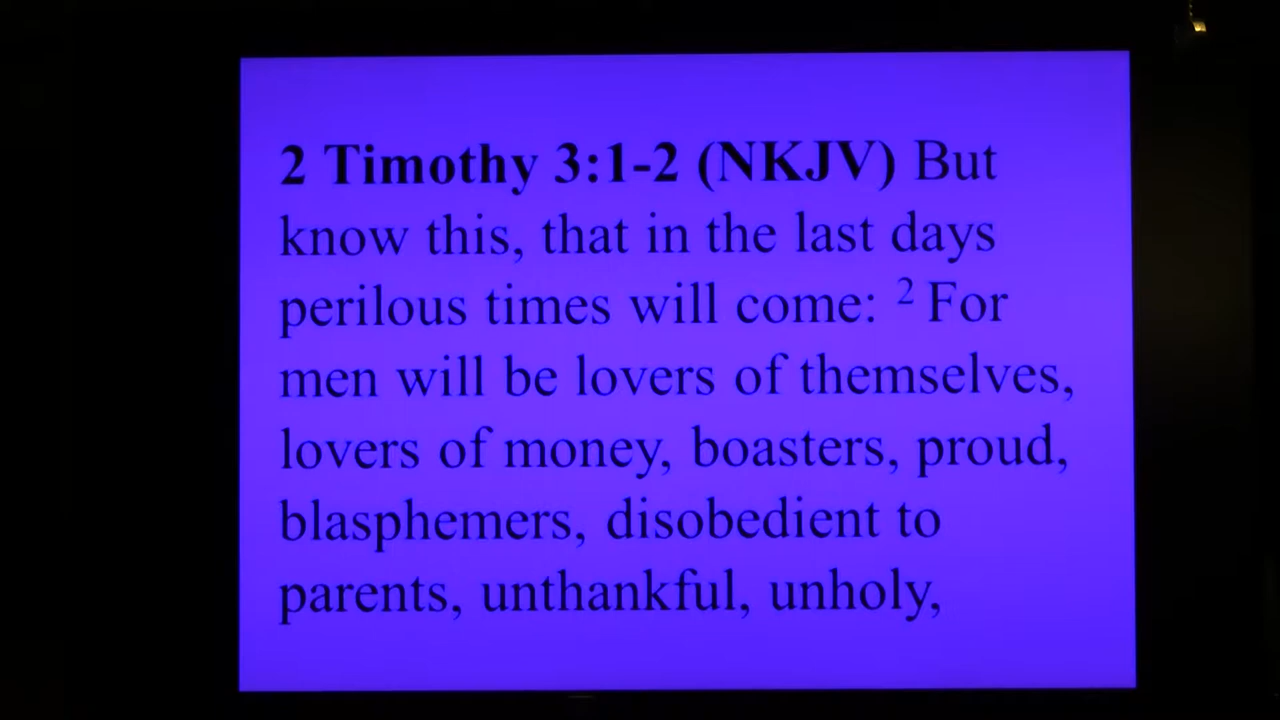 2 Timothy 3:1-2 (NKJV) But
know this, that in the last days
perilous times will come: ² For
men will be lovers of themselves,
lovers of money, boasters, proud,
blasphemers, disobedient to
parents, unthankful, unholy,